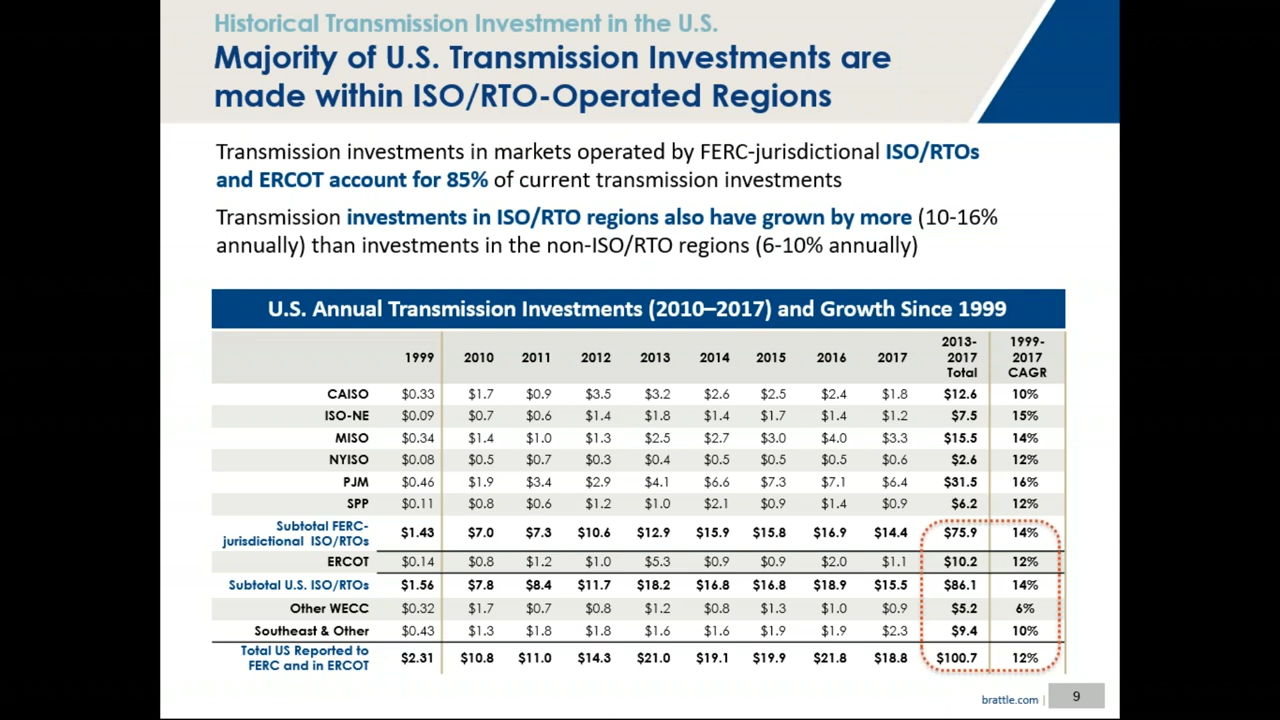 Historical Transmission Investment in the U.S.
Majority of U.S. Transmission Investments are
made within ISO/RTO-Operated Regions
Transmission investments in markets operated by FERC-jurisdictional ISO/RTOs
and ERCOT account for 85% of current transmission investments
Transmission investments in ISO/RTO regions also have grown by more (10-16%
annually) than investments in the non-ISO/RTO regions (6-10% annually)
U.S. Annual Transmission Investments (2010–2017) and Growth Since 1999
1999 2010 2011 2012 2013 2014 2015 2016 2017 2013-2017 Total 1999-2017 CAGR
CAISO $0.33 $1.7 $0.9 $3.5 $3.2 $2.6 $2.5 $2.4 $1.8 $12.6 10%
ISO-NE $0.09 $0.7 $0.6 $1.4 $1.8 $1.4 $1.7 $1.4 $1.2 $7.5 15%
MISO $0.34 $1.4 $1.0 $1.3 $2.5 $2.7 $3.0 $4.0 $3.3 $15.5 14%
NYISO $0.08 $0.5 $0.7 $0.3 $0.4 $0.5 $0.5 $0.5 $0.6 $2.6 12%
PJM $0.46 $1.9 $3.4 $2.9 $4.1 $6.6 $7.3 $7.1 $6.4 $31.5 16%
SPP $0.11 $0.8 $0.6 $1.2 $1.0 $2.1 $0.9 $1.4 $0.9 $6.2 12%
Subtotal FERC-
jurisdictional ISO/RTOs $1.43 $7.0 $7.3 $10.6 $12.9 $15.9 $15.8 $16.9 $14.4 $75.9 14%
ERCOT $0.14 $0.8 $1.2 $1.0 $5.3 $0.9 $0.9 $2.0 $1.1 $10.2 12%
Subtotal U.S. ISO/RTOs $1.56 $7.8 $8.4 $11.7 $18.2 $16.8 $16.8 $18.9 $15.5 $86.1 14%
Other WECC $0.32 $1.7 $0.7 $0.8 $1.2 $0.8 $1.3 $1.0 $0.9 $5.2 6%
Southeast & Other $0.43 $1.3 $1.8 $1.8 $1.6 $1.6 $1.9 $1.9 $2.3 $9.4 10%
Total US Reported to
FERC and in ERCOT $2.31 $10.8 $11.0 $14.3 $21.0 $19.1 $19.9 $21.8 $18.8 $100.7 12%
brattle.com | 9